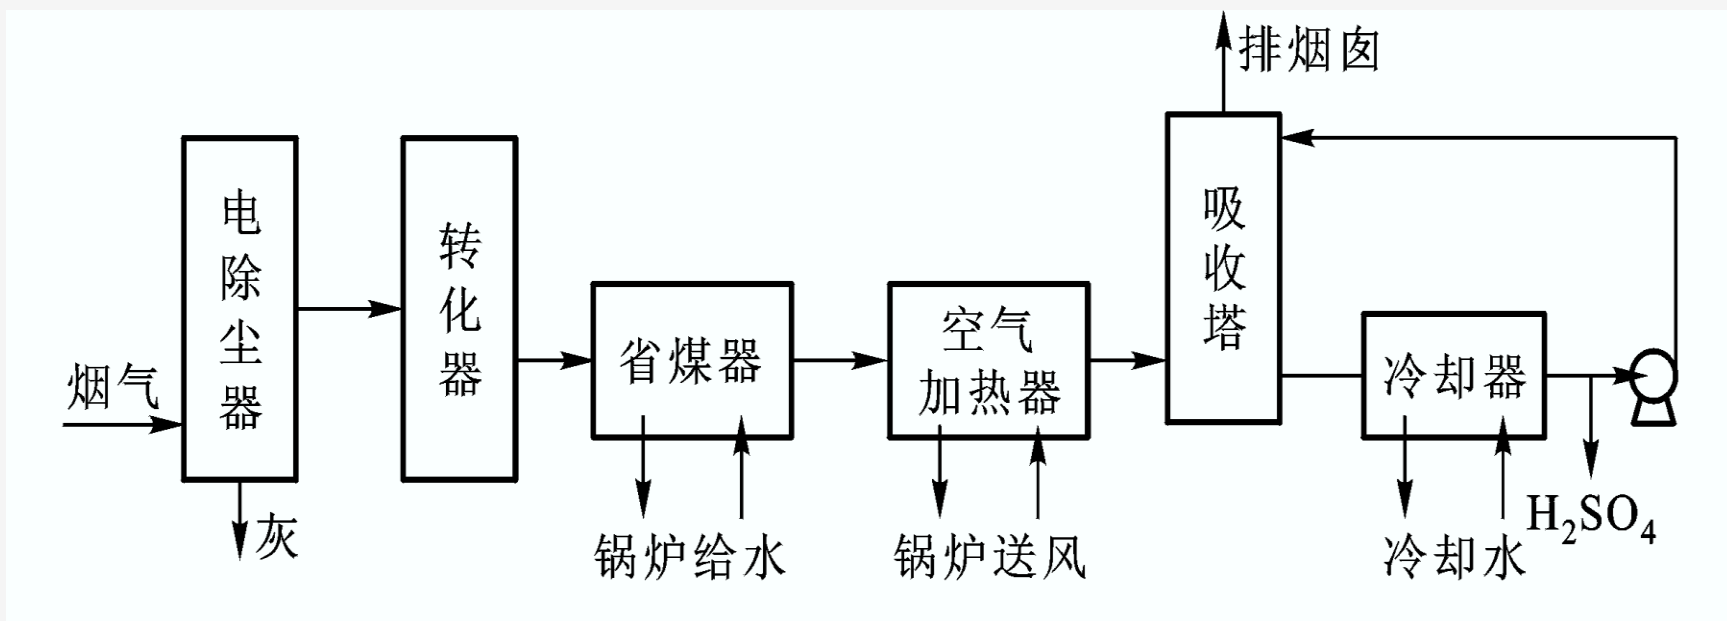 排烟囱
电除尘器
转化器
吸收塔
省煤器
空气
加热器
冷却器
烟气
灰
锅炉给水
锅炉送风
冷却水
H₂SO₄